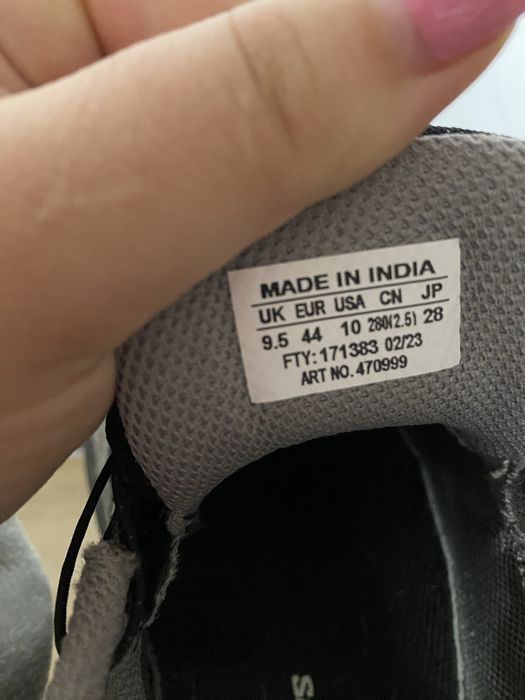 MADE IN INDIA
UK EUR USA CN JP
9.5 44 10 280(2.5) 28
FTY: 171383 02/23
ART NO. 470999
S